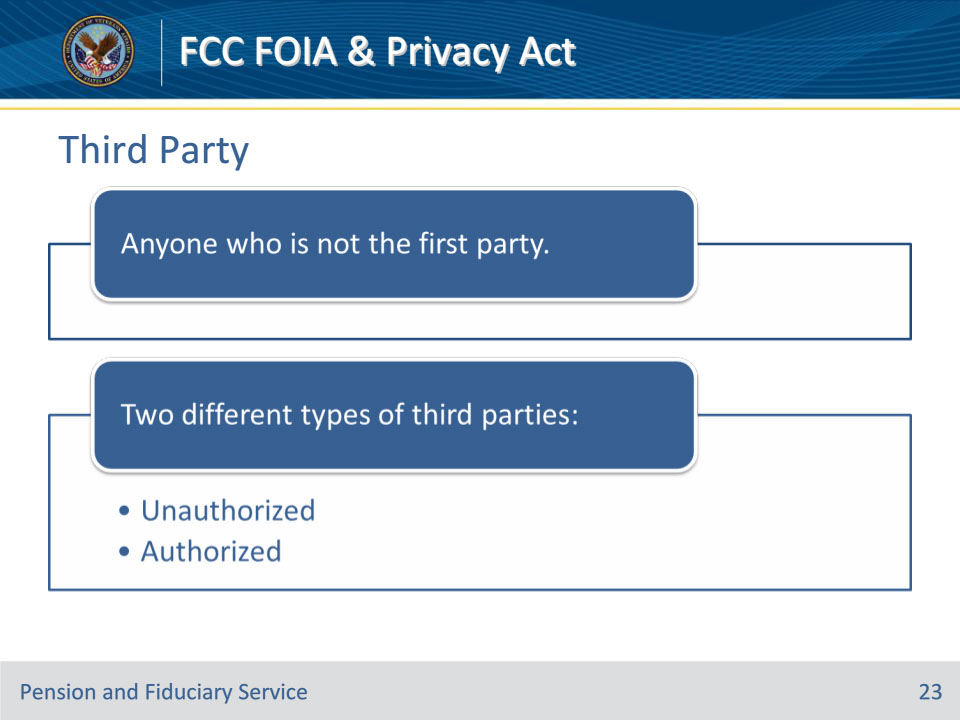 FCC FOIA & Privacy Act
Third Party
Anyone who is not the first party.
Two different types of third parties:
• Unauthorized
• Authorized
Pension and Fiduciary Service
23